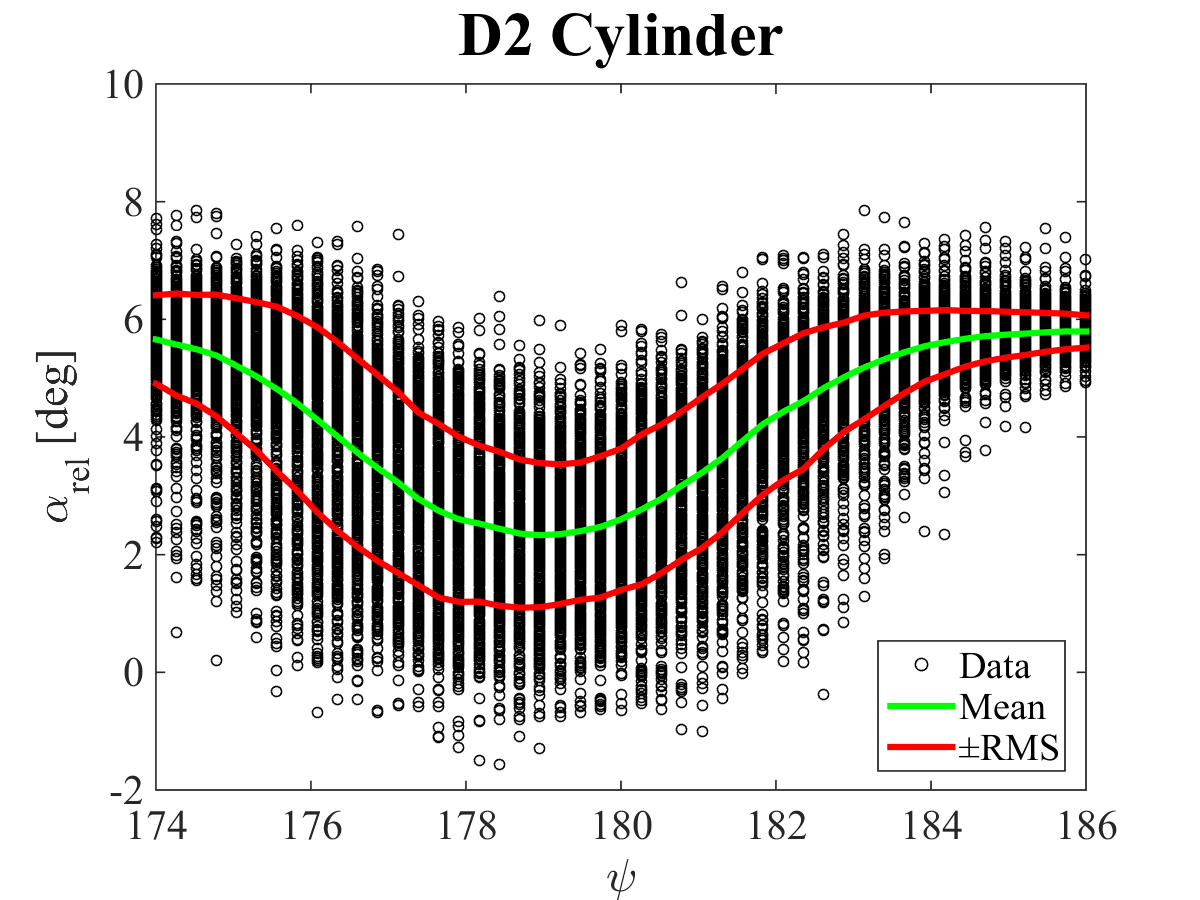 D2 Cylinder
10
8
6
4
2
0
-2
α_rel [deg]
174 176 178 180 182 184 186
ψ
Data
Mean
±RMS